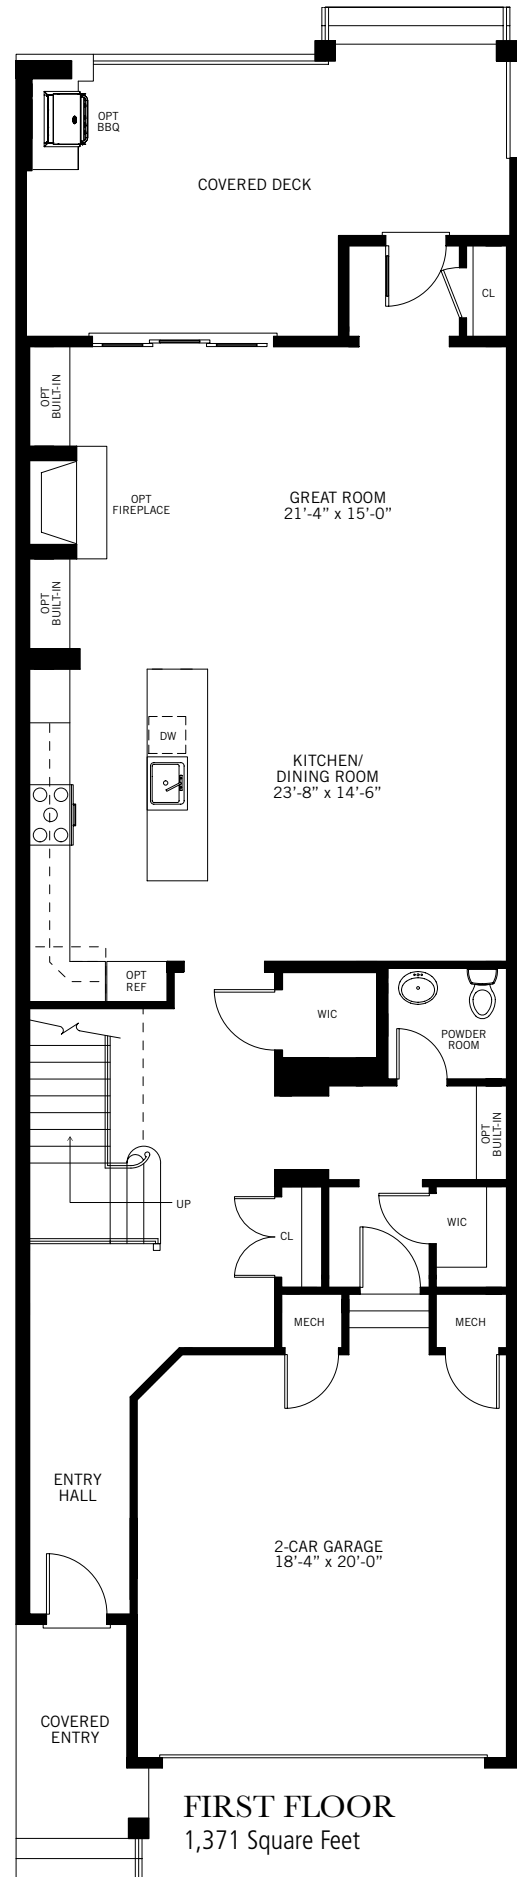 OPT
BBQ
COVERED DECK
CL
OPT
BUILT-IN
GREAT ROOM
21'-4" x 15'-0"
OPT
FIREPLACE
OPT
BUILT-IN
DW
KITCHEN/
DINING ROOM
23'-8" x 14'-6"
OPT
REF
WIC
POWDER
ROOM
OPT
BUILT-IN
UP
CL
WIC
MECH
MECH
ENTRY
HALL
2-CAR GARAGE
18'-4" x 20'-0"
COVERED
ENTRY
FIRST FLOOR
1,371 Square Feet